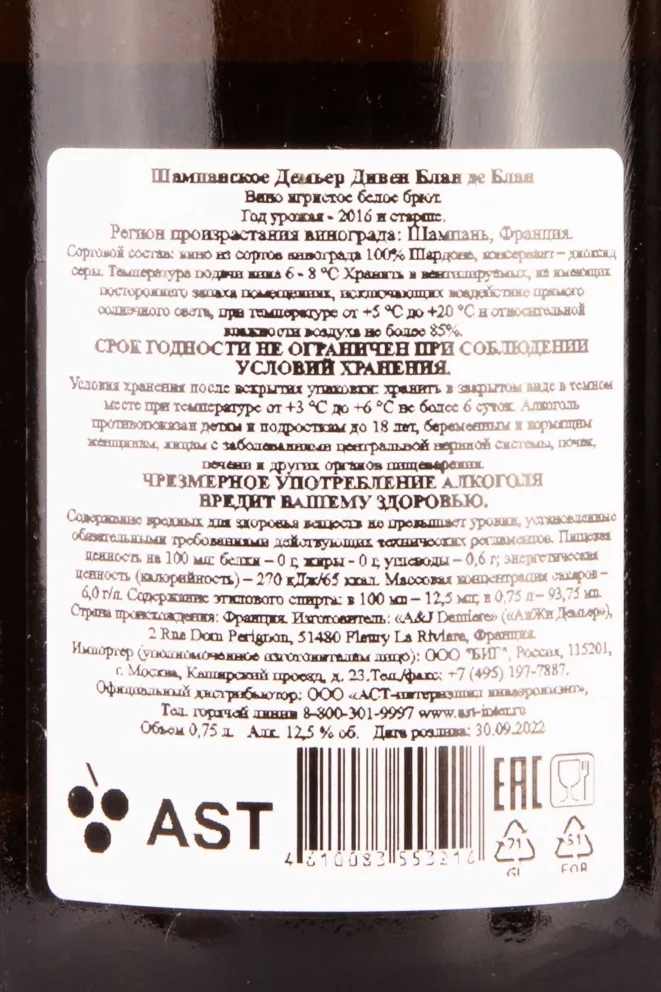 Шампанское Демьер Дивен Блан де Блан
Вино игристое белое брют.
Год урожая - 2016 и старше.
Регион произрастания винограда: Шампань, Франция.
Сортовой состав: вино из сортов винограда 100% Шардоне, консервант – диоксид
серы. Температура подачи вина 6 - 8 °C Хранить в вентилируемых, не имеющих
постороннего запаха помещениях, исключающих воздействие прямого
солнечного света, при температуре от +5 °C до +20 °C и относительной
влажности воздуха не более 85%.
СРОК ГОДНОСТИ НЕ ОГРАНИЧЕН ПРИ СОБЛЮДЕНИИ
УСЛОВИЙ ХРАНЕНИЯ.
Условия хранения после вскрытия упаковки: хранить в закрытом виде в темном
месте при температуре от +3 °C до +6 °C не более 6 суток. Алкоголь
противопоказан детям и подросткам до 18 лет, беременным и кормящим
женщинам, лицам с заболеваниями центральной нервной системы, почек,
печени и других органов пищеварения.
ЧРЕЗМЕРНОЕ УПОТРЕБЛЕНИЕ АЛКОГОЛЯ
ВРЕДИТ ВАШЕМУ ЗДОРОВЬЮ.
Содержание вредных для здоровья веществ не превышает уровни, установленные
обязательными требованиями действующих технических регламентов. Пищевая
ценность на 100 мл: белки – 0 г, жиры - 0 г, углеводы – 0,6 г; энергетическая
ценность (калорийность) – 270 кДж/65 ккал. Массовая концентрация сахаров –
6,0 г/л. Содержание этилового спирта: в 100 мл – 12,5 мл, в 0,75 л – 93,75 мл.
Страна происхождения: Франция. Изготовитель: «A&J Demiere» («АиЖи Демьер»),
2 Rue Dom Perignon, 51480 Fleury La Riviere, Франция.
Импортер (уполномоченное изготовителем лицо): ООО "БИГ", Россия, 115201,
г. Москва, Каширский проезд, д. 23.Тел./факс: +7 (495) 197-7887.
Официальный дистрибьютор: ООО «АСТ-интернэшнл инваэронмэнт»,
Тел. горячей линии 8-800-301-9997 www.ast-inter.ru
Объем 0,75 л. Алк. 12,5 % об. Дата розлива: 30.09.2022
AST
4 610083 553216
EAC
71
GL
51
FOR